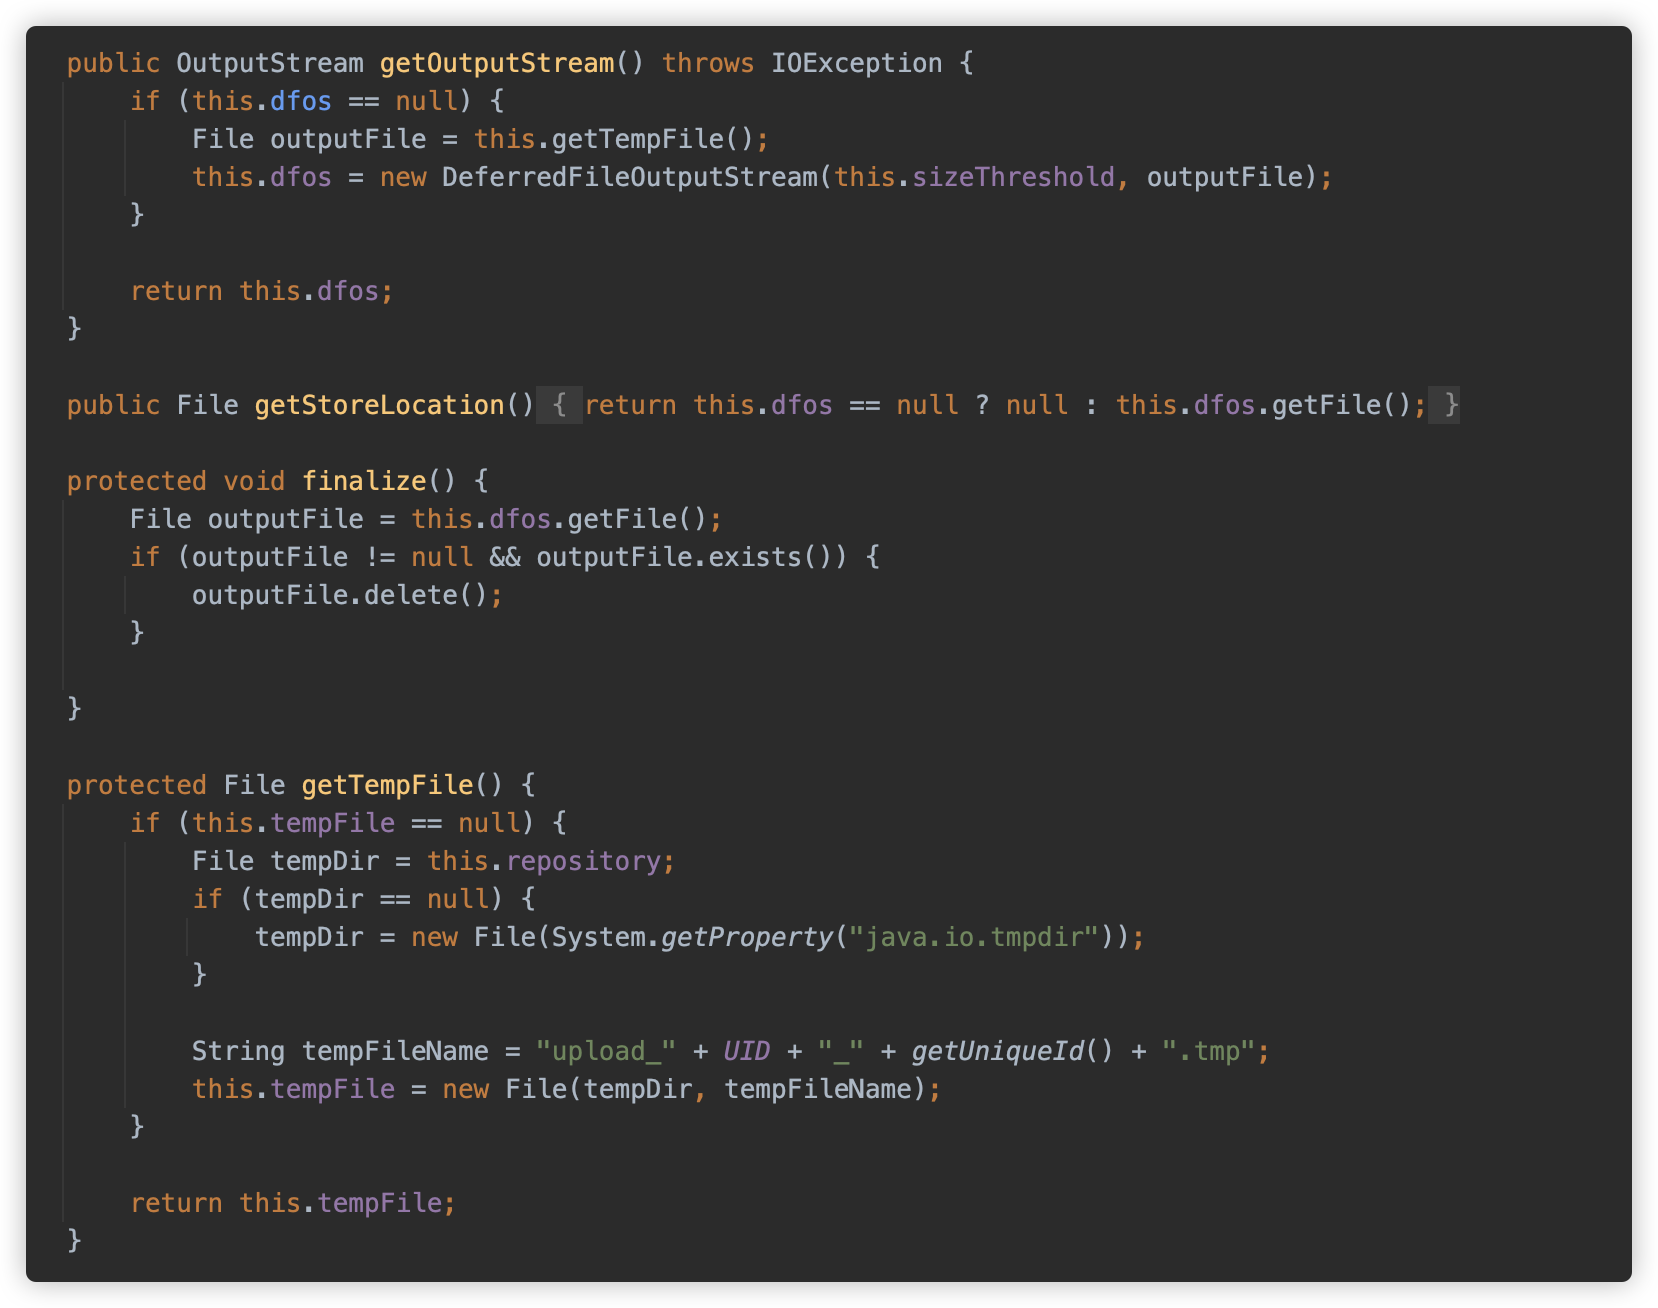 public OutputStream getOutputStream() throws IOException {
    if (this.dfos == null) {
        File outputFile = this.getTempFile();
        this.dfos = new DeferredFileOutputStream(this.sizeThreshold, outputFile);
    }

    return this.dfos;
}

public File getStoreLocation() { return this.dfos == null ? null : this.dfos.getFile(); }

protected void finalize() {
    File outputFile = this.dfos.getFile();
    if (outputFile != null && outputFile.exists()) {
        outputFile.delete();
    }

}

protected File getTempFile() {
    if (this.tempFile == null) {
        File tempDir = this.repository;
        if (tempDir == null) {
            tempDir = new File(System.getProperty("java.io.tmpdir"));
        }

        String tempFileName = "upload_" + UID + "_" + getUniqueId() + ".tmp";
        this.tempFile = new File(tempDir, tempFileName);
    }

    return this.tempFile;
}